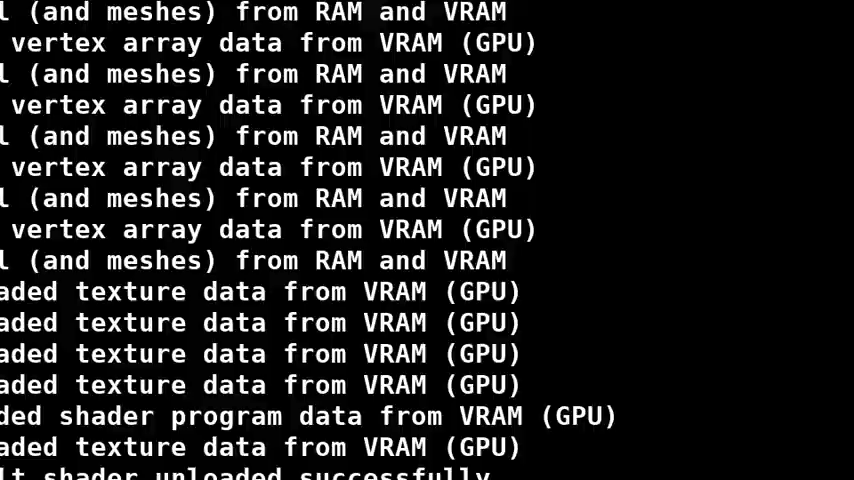 (and meshes) from RAM and VRAM
vertex array data from VRAM (GPU)
(and meshes) from RAM and VRAM
vertex array data from VRAM (GPU)
(and meshes) from RAM and VRAM
vertex array data from VRAM (GPU)
(and meshes) from RAM and VRAM
vertex array data from VRAM (GPU)
(and meshes) from RAM and VRAM
aded texture data from VRAM (GPU)
aded texture data from VRAM (GPU)
aded texture data from VRAM (GPU)
aded texture data from VRAM (GPU)
ded shader program data from VRAM (GPU)
aded texture data from VRAM (GPU)
lt shader unloaded successfully